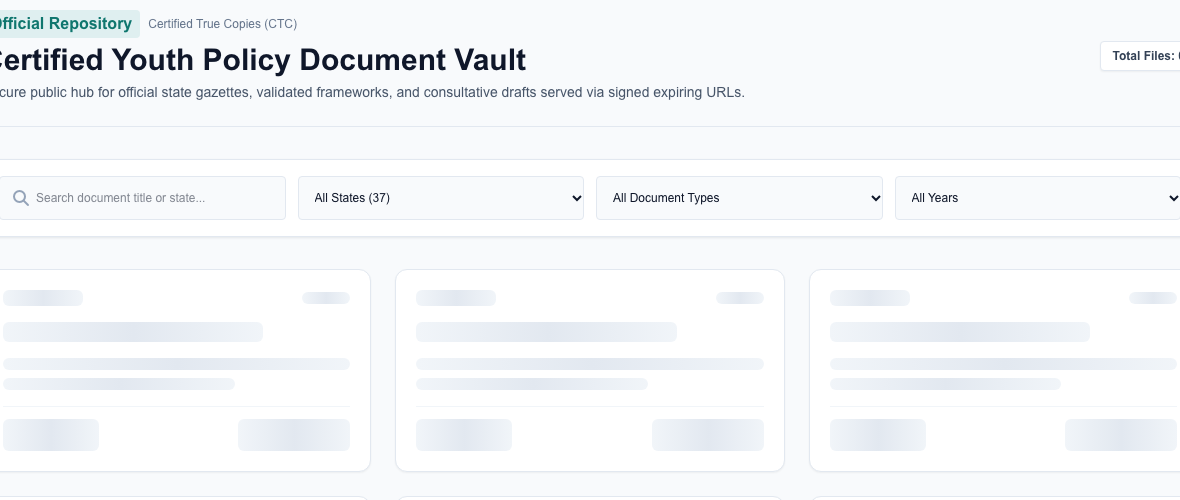 Official Repository Certified True Copies (CTC)
Certified Youth Policy Document Vault
Total Files:
cure public hub for official state gazettes, validated frameworks, and consultative drafts served via signed expiring URLs.
Search document title or state... All States (37) All Document Types All Years